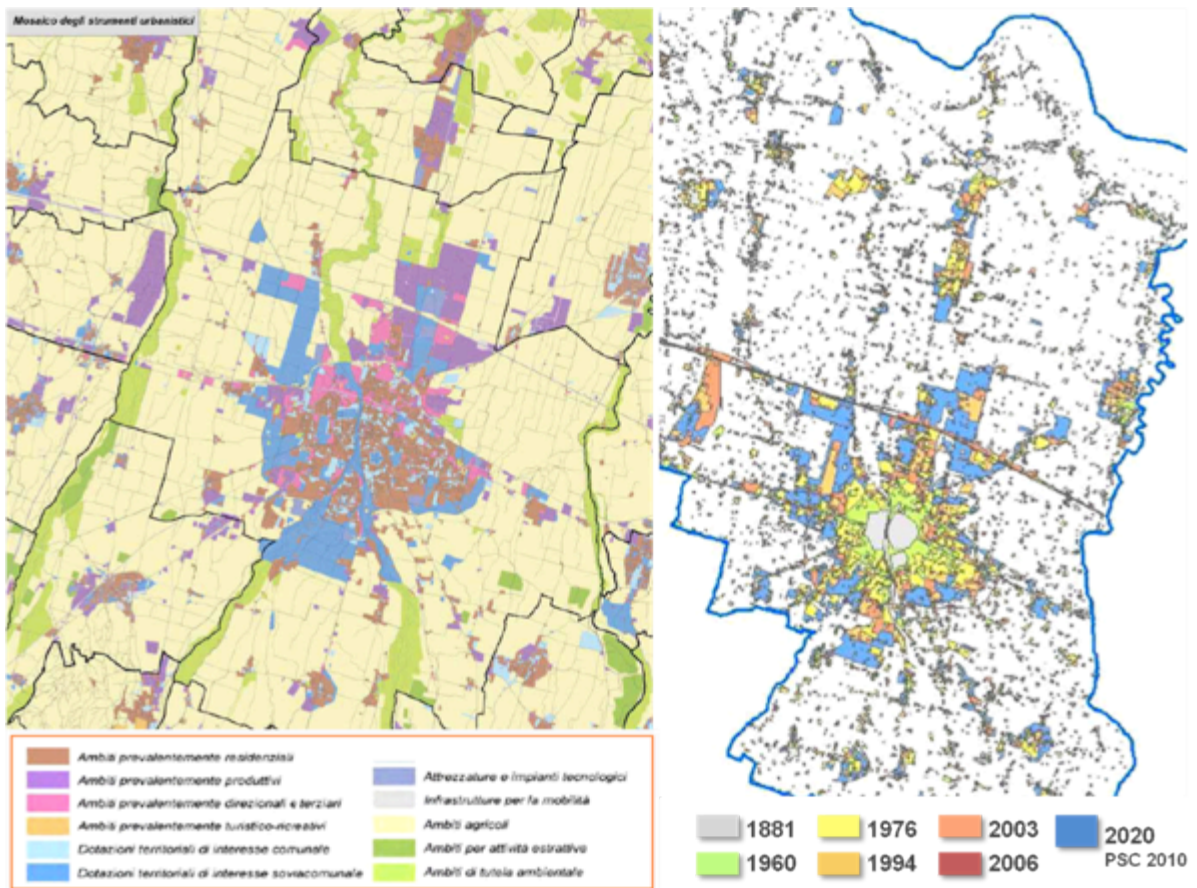 Mosaico degli strumenti urbanistici
Ambiti prevalentemente residenziali
Ambiti prevalentemente produttivi
Ambiti prevalentemente direzionali e terziari
Ambiti prevalentemente turistico-ricreativi
Dotazioni territoriali di interesse comunale
Dotazioni territoriali di interesse sovracomunale
Attrezzature e impianti tecnologici
Infrastrutture per la mobilità
Ambiti agricoli
Ambiti per attività estrattive
Ambiti di tutela ambientale
1881
1960
1976
1994
2003
2006
2020
PSC 2010